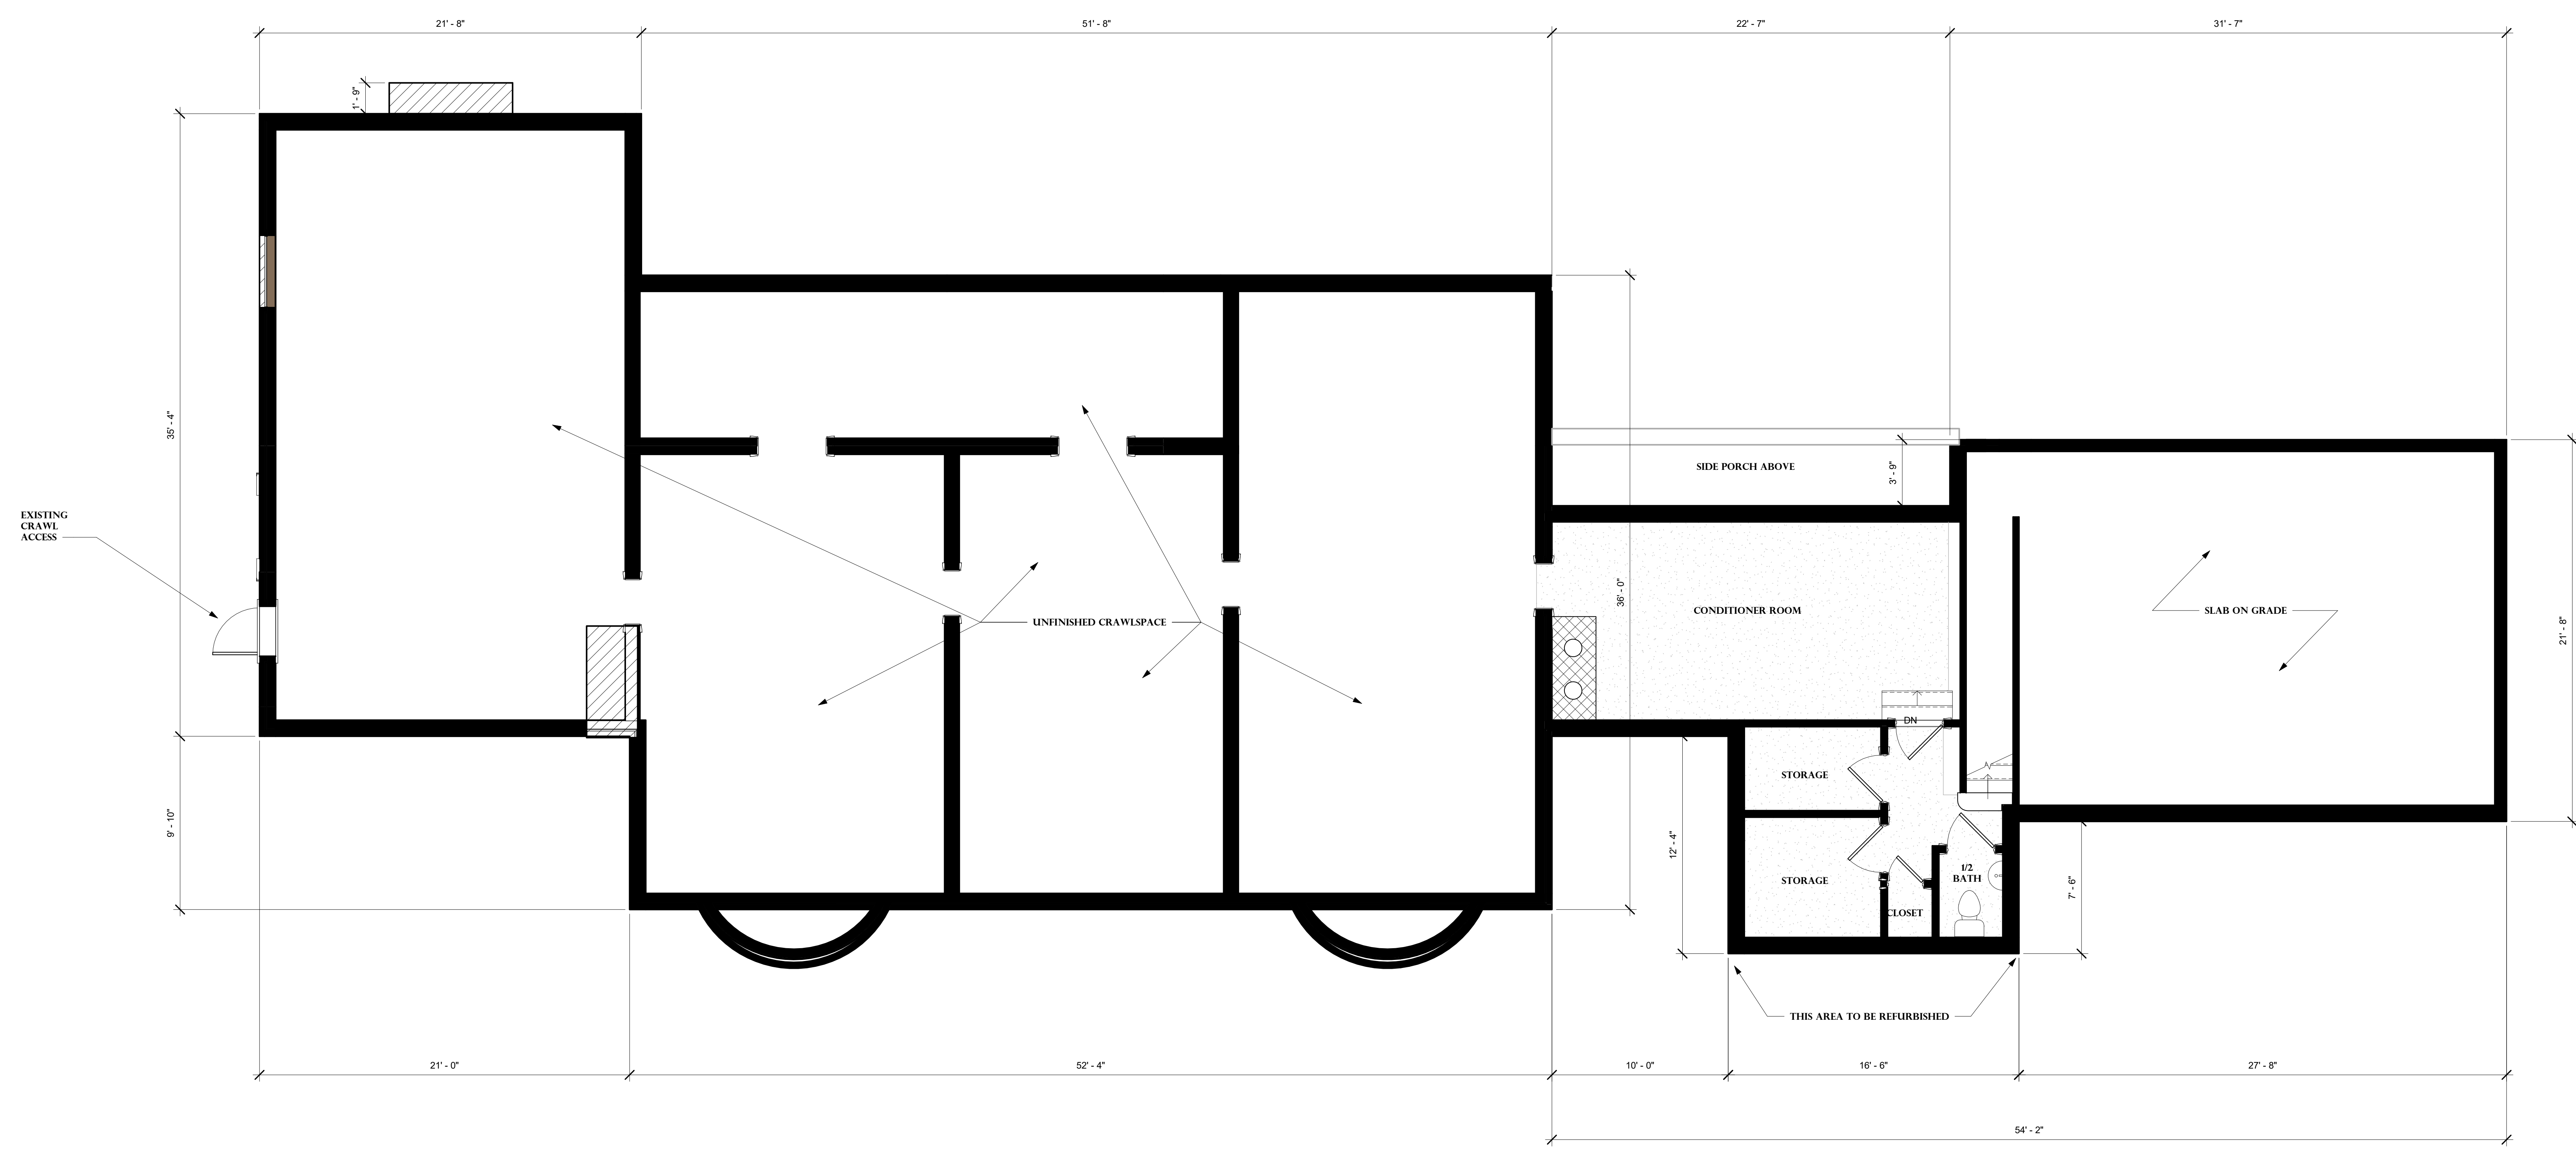 21' - 8"
51' - 8"
22' - 7"
31' - 7"
1' - 9"
35' - 4"
SIDE PORCH ABOVE
3' - 9"
EXISTING
CRAWL
ACCESS
36' - 0"
CONDITIONER ROOM
SLAB ON GRADE
UNFINISHED CRAWLSPACE
21' - 8"
DN
STORAGE
9' - 10"
12' - 4"
1/2
BATH
STORAGE
7' - 6"
CLOSET
THIS AREA TO BE REFURBISHED
21' - 0"
52' - 4"
10' - 0"
16' - 6"
27' - 8"
54' - 2"